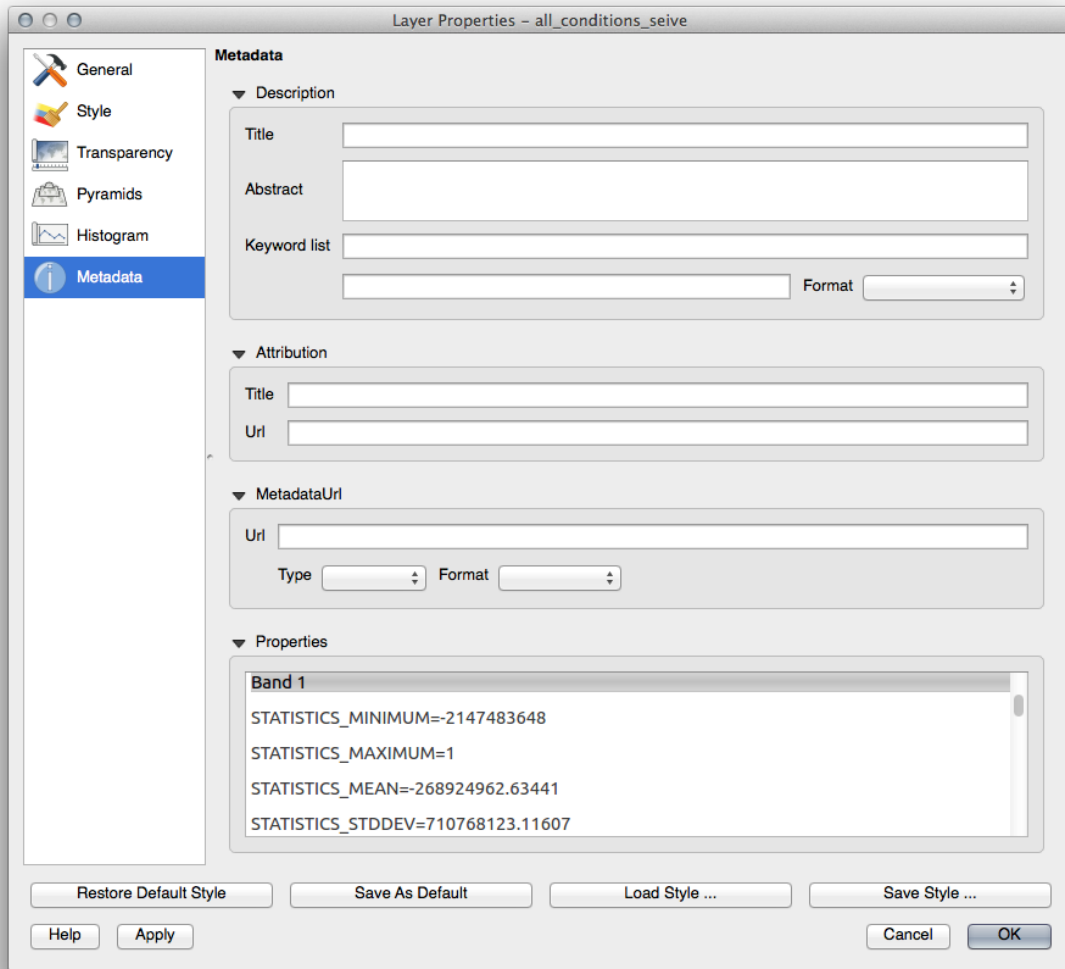 Layer Properties – all_conditions_seive
General
Style
Transparency
Pyramids
Histogram
Metadata
Metadata
Description
Title
Abstract
Keyword list
Format
Attribution
Title
Url
MetadataUrl
Url
Type Format
Properties
Band 1
STATISTICS_MINIMUM=-2147483648
STATISTICS_MAXIMUM=1
STATISTICS_MEAN=-268924962.63441
STATISTICS_STDDEV=710768123.11607
Restore Default Style Save As Default Load Style ... Save Style ...
Help Apply Cancel OK